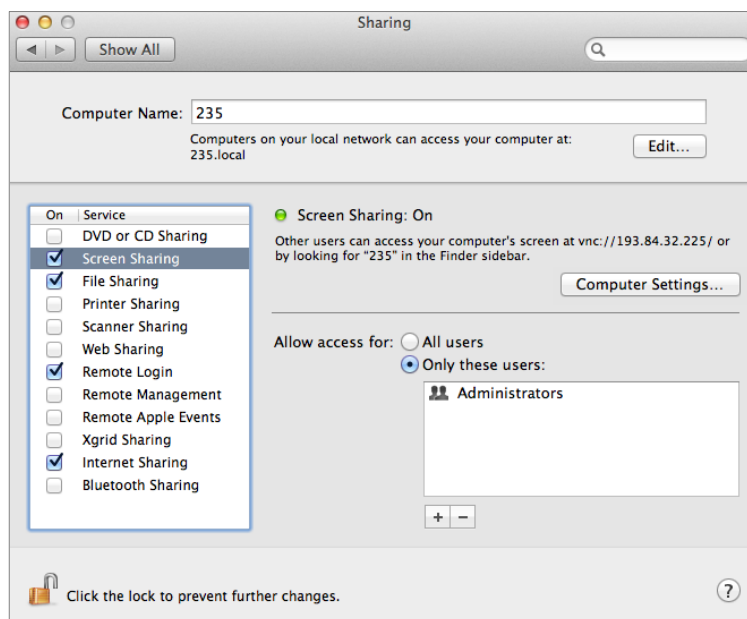 Sharing
Show All
Computer Name: 235
Computers on your local network can access your computer at:
235.local
Edit...
On Service
DVD or CD Sharing
Screen Sharing
File Sharing
Printer Sharing
Scanner Sharing
Web Sharing
Remote Login
Remote Management
Remote Apple Events
Xgrid Sharing
Internet Sharing
Bluetooth Sharing
Screen Sharing: On
Other users can access your computer's screen at vnc://193.84.32.225/ or
by looking for "235" in the Finder sidebar.
Computer Settings...
Allow access for: All users
Only these users:
Administrators
+ −
Click the lock to prevent further changes.
?